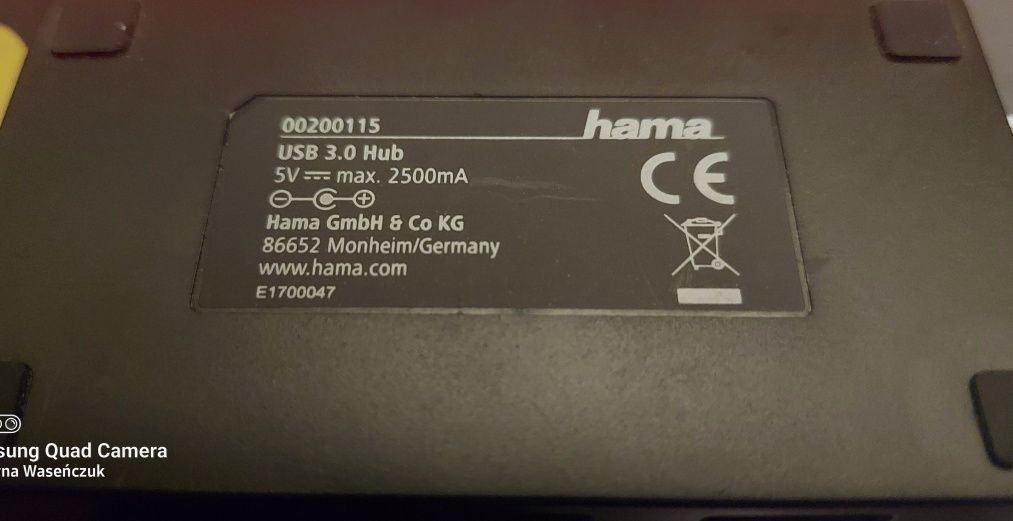 00200115
hama
USB 3.0 Hub
5V max. 2500mA
CE
Hama GmbH & Co KG
86652 Monheim/Germany
www.hama.com
E1700047
sung Quad Camera
na Waseńczuk